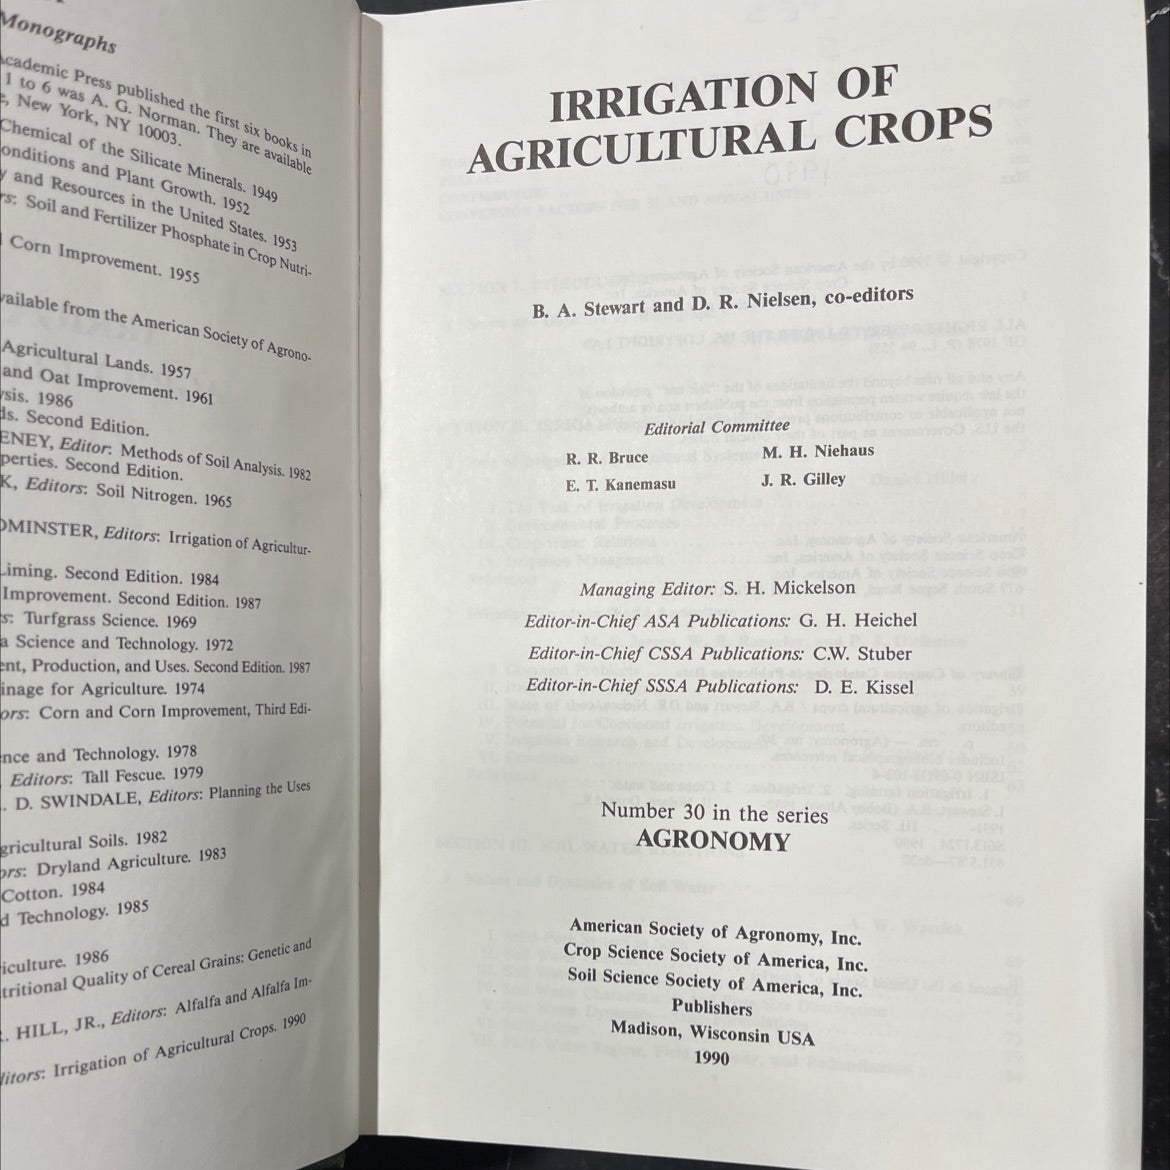 Monographs
Academic Press published the first six books in
1 to 6 was A. G. Norman. They are available
New York, NY 10003.
Chemical of the Silicate Minerals. 1949
onditions and Plant Growth. 1952
y and Resources in the United States. 1953
rs: Soil and Fertilizer Phosphate in Crop Nutri-
Corn Improvement. 1955
vailable from the American Society of Agrono-
Agricultural Lands. 1957
and Oat Improvement. 1961
ysis. 1986
ds. Second Edition.
ENEY, Editor: Methods of Soil Analysis. 1982
perties. Second Edition.
K, Editors: Soil Nitrogen. 1965
DMINSTER, Editors: Irrigation of Agricultur-
Liming. Second Edition. 1984
Improvement. Second Edition. 1987
s: Turfgrass Science. 1969
a Science and Technology. 1972
ent, Production, and Uses. Second Edition. 1987
inage for Agriculture. 1974
ors: Corn and Corn Improvement, Third Edi-
nce and Technology. 1978
Editors: Tall Fescue. 1979
. D. SWINDALE, Editors: Planning the Uses
gricultural Soils. 1982
ors: Dryland Agriculture. 1983
Cotton. 1984
d Technology. 1985
riculture. 1986
tritional Quality of Cereal Grains: Genetic and
. HILL, JR., Editors: Alfalfa and Alfalfa Im-
ditors: Irrigation of Agricultural Crops. 1990
IRRIGATION OF
AGRICULTURAL CROPS
B. A. Stewart and D. R. Nielsen, co-editors
Editorial Committee
R. R. Bruce M. H. Niehaus
E. T. Kanemasu J. R. Gilley
Managing Editor: S. H. Mickelson
Editor-in-Chief ASA Publications: G. H. Heichel
Editor-in-Chief CSSA Publications: C.W. Stuber
Editor-in-Chief SSSA Publications: D. E. Kissel
Number 30 in the series
AGRONOMY
American Society of Agronomy, Inc.
Crop Science Society of America, Inc.
Soil Science Society of America, Inc.
Publishers
Madison, Wisconsin USA
1990